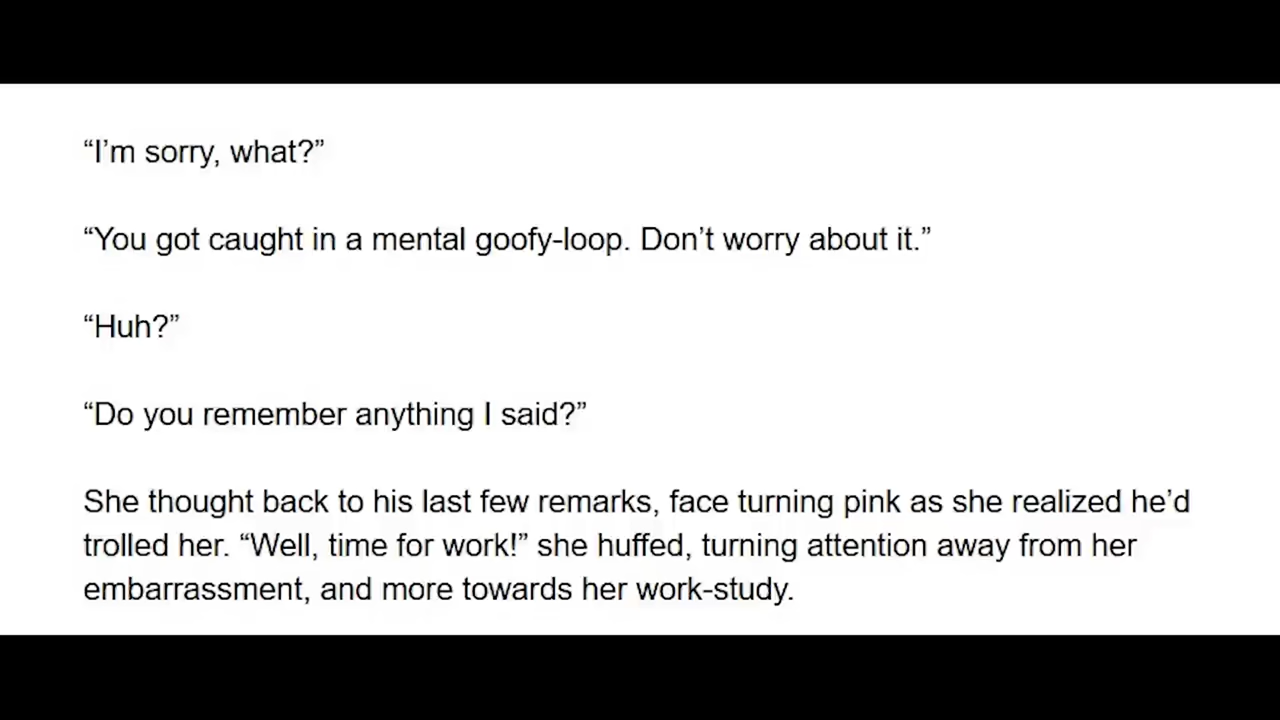 “I’m sorry, what?”
“You got caught in a mental goofy-loop. Don’t worry about it.”
“Huh?”
“Do you remember anything I said?”
She thought back to his last few remarks, face turning pink as she realized he’d
trolled her. “Well, time for work!” she huffed, turning attention away from her
embarrassment, and more towards her work-study.